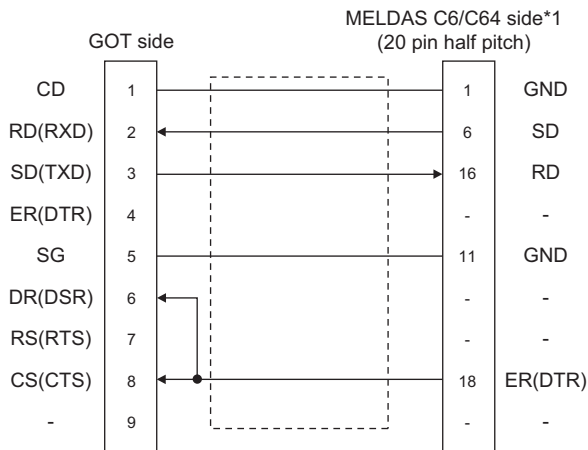 MELDAS C6/C64 side*1
GOT side (20 pin half pitch)
CD 1 1 GND
RD(RXD) 2 6 SD
SD(TXD) 3 16 RD
ER(DTR) 4 - -
SG 5 11 GND
DR(DSR) 6 - -
RS(RTS) 7 - -
CS(CTS) 8 18 ER(DTR)
- 9 - -